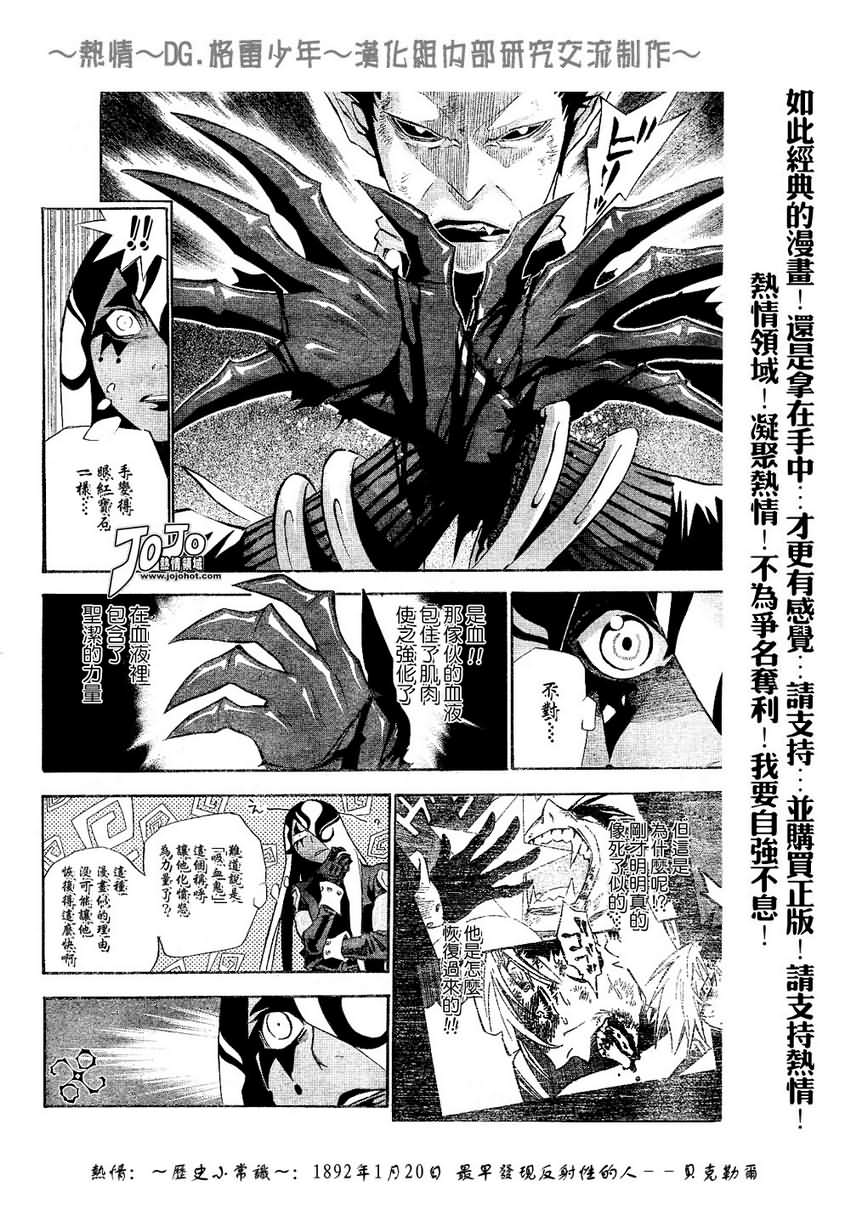 ～熱情～DG.格雷少年～漢化組內部研究交流制作～
如此經典的漫畫！還是拿在手中…才更有感覺…請支持…並購買正版！請支持熱情！
熱情領域！凝聚熱情！不為爭名奪利！我要自強不息！
!!
手變得
眼紅寶石
一樣…
JOJO
熱情領域
www.jojohot.com
不對…
是血!!
那傢伙的血液
包住了肌肉
使之強化了
在血液裡
包含了
聖潔的力量
但這是
為什麼呢!?
剛才明明真的
像死了似的…
他是怎麼
恢復過來的!!
え
難道說是
「吸血鬼」
這個稱呼
讓他化憤怒
為力量了?
這種
漫畫似的理由
沒可能讓他
恢復得這麼快啊
熱情：～歷史小常識～：1892年1月20日 最早發現反射性的人－－貝克勒爾